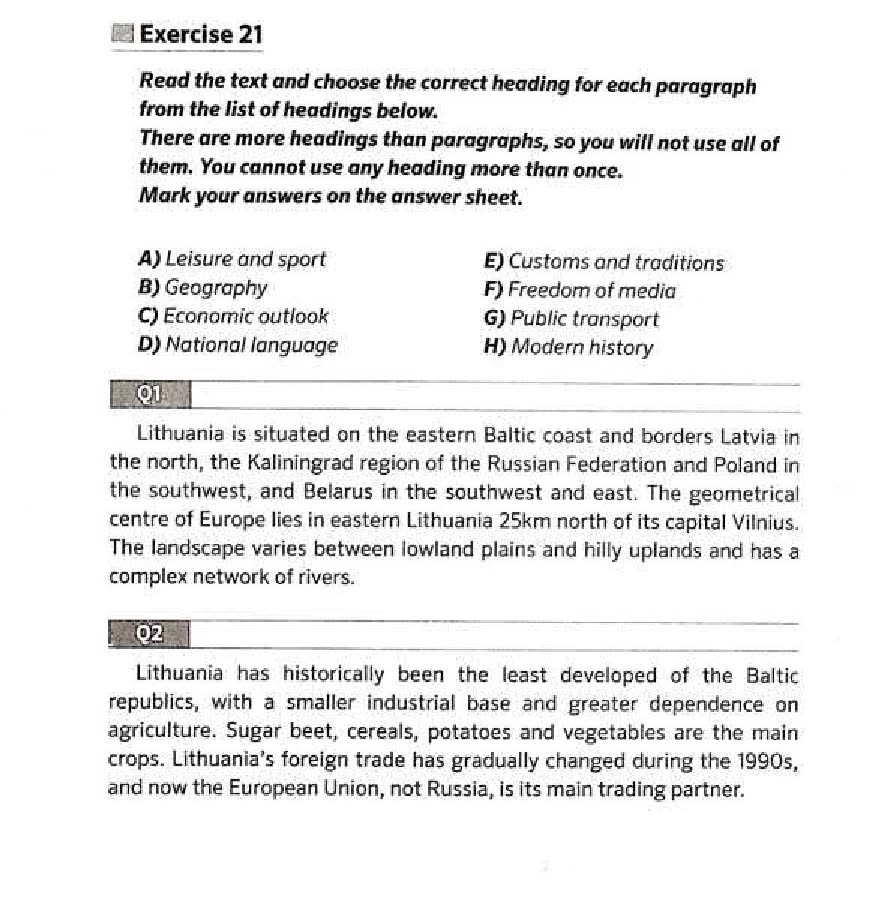 Exercise 21
Read the text and choose the correct heading for each paragraph
from the list of headings below.
There are more headings than paragraphs, so you will not use all of
them. You cannot use any heading more than once.
Mark your answers on the answer sheet.
A) Leisure and sport
B) Geography
C) Economic outlook
D) National language
E) Customs and traditions
F) Freedom of media
G) Public transport
H) Modern history
Q1
Lithuania is situated on the eastern Baltic coast and borders Latvia in
the north, the Kaliningrad region of the Russian Federation and Poland in
the southwest, and Belarus in the southwest and east. The geometrical
centre of Europe lies in eastern Lithuania 25km north of its capital Vilnius.
The landscape varies between lowland plains and hilly uplands and has a
complex network of rivers.
Q2
Lithuania has historically been the least developed of the Baltic
republics, with a smaller industrial base and greater dependence on
agriculture. Sugar beet, cereals, potatoes and vegetables are the main
crops. Lithuania's foreign trade has gradually changed during the 1990s,
and now the European Union, not Russia, is its main trading partner.